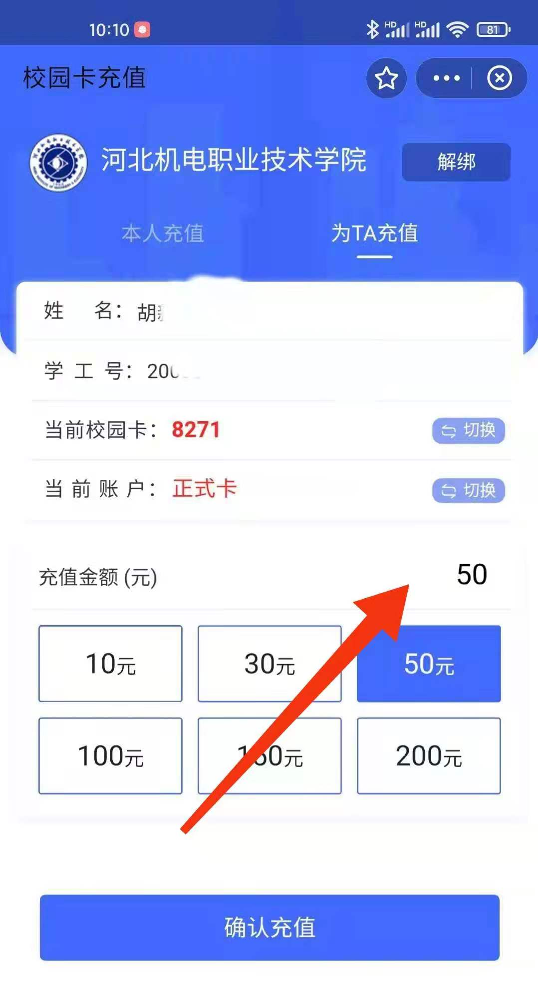 10:10
HD HD 81
校园卡充值
河北机电职业技术学院
解绑
本人充值 为TA充值
姓 名： 胡
学 工 号： 200
当前校园卡： 8271 切换
当 前 账 户： 正式卡 切换
充值金额 (元) 50
10元 30元 50元
100元 150元 200元
确认充值